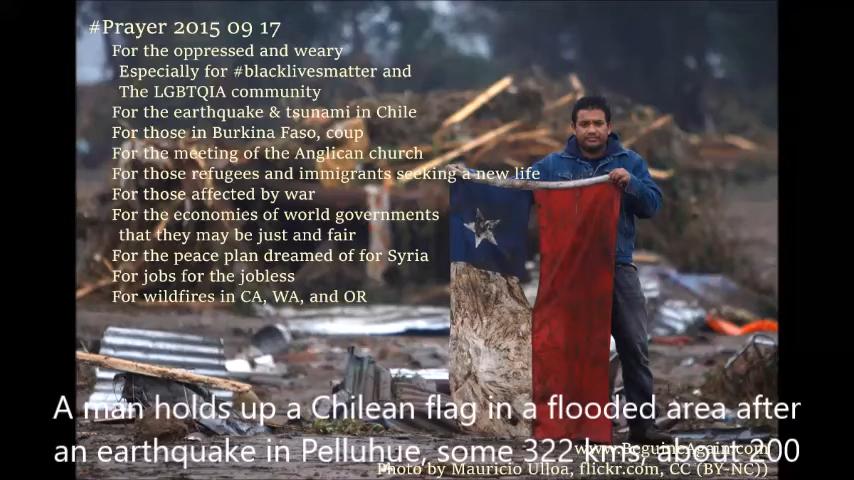 #Prayer 2015 09 17
For the oppressed and weary
Especially for #blacklivesmatter and
The LGBTQIA community
For the earthquake & tsunami in Chile
For those in Burkina Faso, coup
For the meeting of the Anglican church
For those refugees and immigrants seeking a new life
For those affected by war
For the economies of world governments
that they may be just and fair
For the peace plan dreamed of for Syria
For jobs for the jobless
For wildfires in CA, WA, and OR
A man holds up a Chilean flag in a flooded area after
an earthquake in Pelluhue, some 322 kms, about 200
www.BeguineAgain.com
Photo by Mauricio Ulloa, flickr.com, CC (BY-NC))